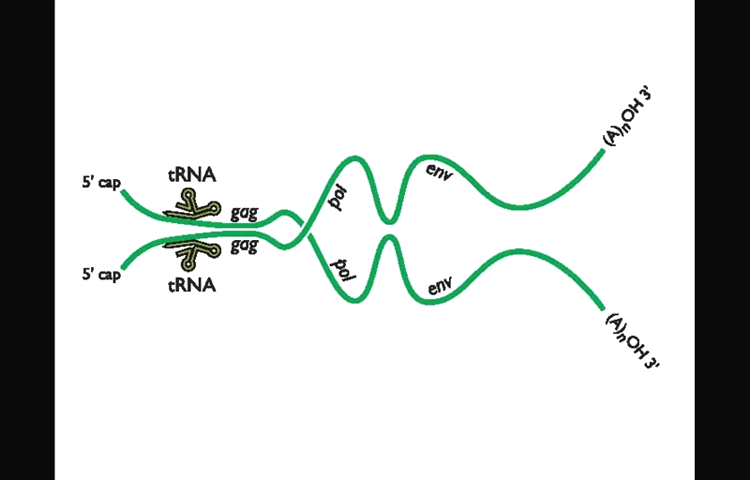 (A)nOH 3'
tRNA
5' cap
gag
pol
env
gag
5' cap
tRNA
pol
env
(A)nOH 3'